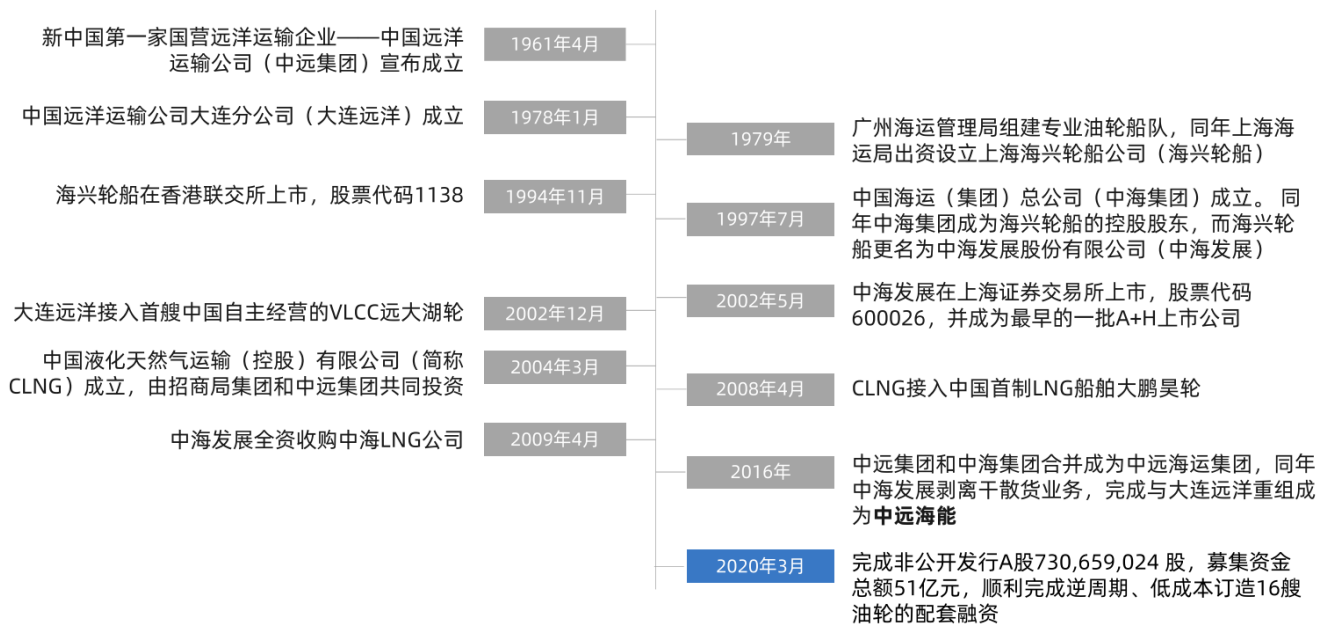 新中国第一家国营远洋运输企业——中国远洋
运输公司（中远集团）宣布成立
1961年4月
中国远洋运输公司大连分公司（大连远洋）成立
1978年1月
1979年
广州海运管理局组建专业油轮船队，同年上海海
运局出资设立上海海兴轮船公司（海兴轮船）
海兴轮船在香港联交所上市，股票代码1138
1994年11月
1997年7月
中国海运（集团）总公司（中海集团）成立。 同
年中海集团成为海兴轮船的控股股东，而海兴轮
船更名为中海发展股份有限公司（中海发展）
2002年5月
中海发展在上海证券交易所上市，股票代码
600026，并成为最早的一批A+H上市公司
大连远洋接入首艘中国自主经营的VLCC远大湖轮
2002年12月
中国液化天然气运输（控股）有限公司（简称
CLNG）成立，由招商局集团和中远集团共同投资
2004年3月
2008年4月
CLNG接入中国首制LNG船舶大鹏昊轮
中海发展全资收购中海LNG公司
2009年4月
2016年
中远集团和中海集团合并成为中远海运集团，同年
中海发展剥离干散货业务，完成与大连远洋重组成
为中远海能
2020年3月
完成非公开发行A股730,659,024 股，募集资金
总额51亿元，顺利完成逆周期、低成本订造16艘
油轮的配套融资